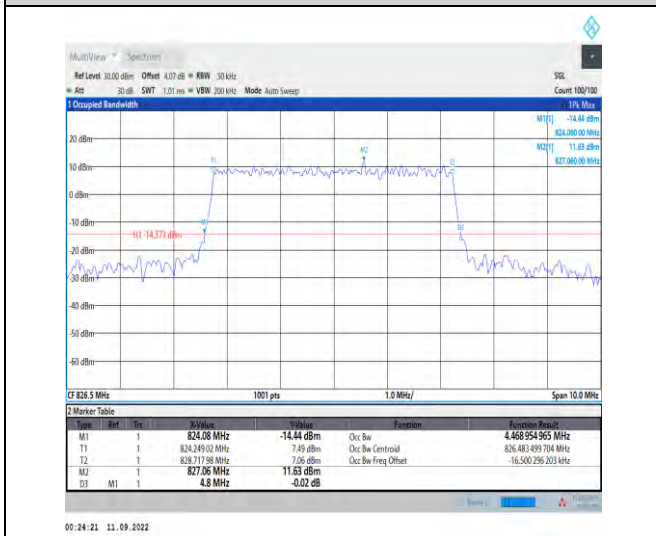 MultiView Spectrum
Ref Level 30.00 dBm Offset 4.07 dB RBW 50 kHz SGL
Att 30 dB SWT 1.01 ms VBW 200 kHz Mode Auto Sweep Count 100/100
1 Occupied Bandwidth 1Pk Max
M1[1] -14.44 dBm
824.080 00 MHz
M2[1] 11.63 dBm
827.060 00 MHz
20 dBm
10 dBm
0 dBm
-10 dBm
-20 dBm
-30 dBm
-40 dBm
-50 dBm
-60 dBm
T1
M2
T2
M1
H1 -14.371 dBm
CF 826.5 MHz 1001 pts 1.0 MHz/ Span 10.0 MHz
2 Marker Table
Type Ref Trc X-Value Y-Value Function Function Result
M1 1 824.08 MHz -14.44 dBm Occ Bw 4.468 954 965 MHz
T1 1 824.249 02 MHz 7.49 dBm Occ Bw Centroid 826.483 499 704 MHz
T2 1 828.717 98 MHz 7.06 dBm Occ Bw Freq Offset -16.500 296 203 kHz
M2 1 827.06 MHz 11.63 dBm
D3 M1 1 4.8 MHz -0.02 dB
00:24:21 11.09.2022